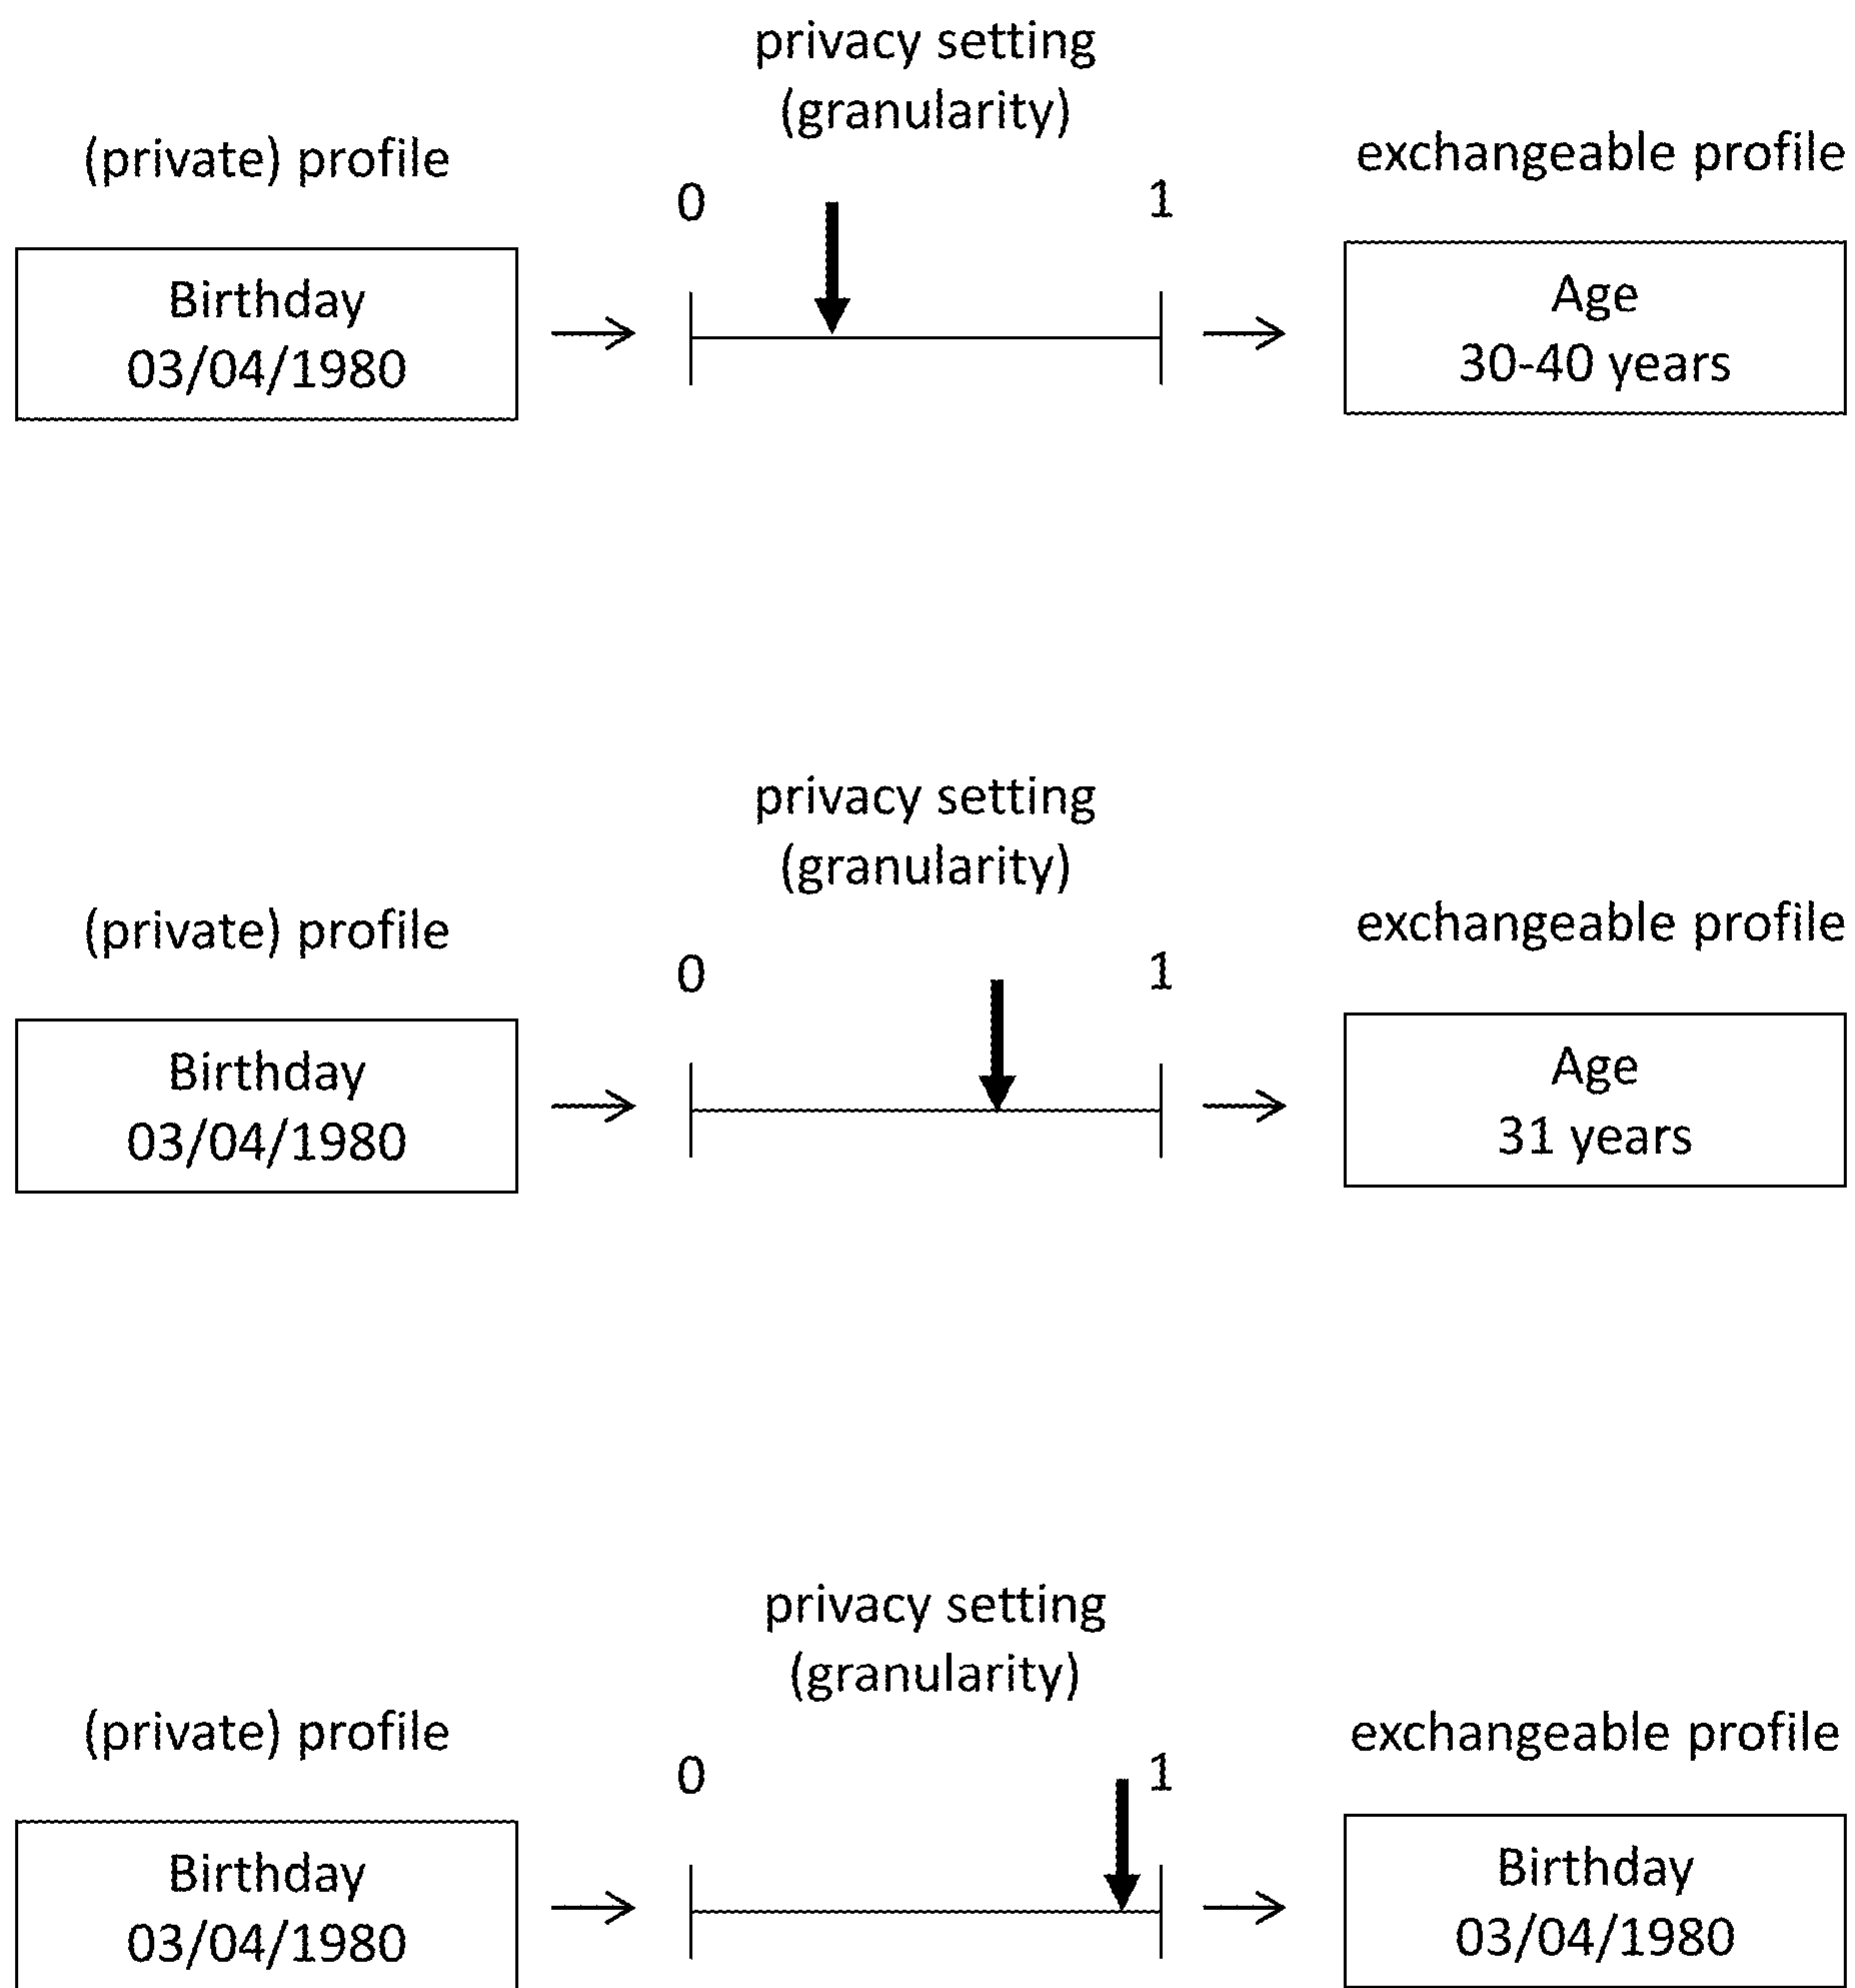 privacy setting
(granularity)
(private) profile
exchangeable profile
0
1
Birthday
03/04/1980
Age
30-40 years
privacy setting
(granularity)
(private) profile
exchangeable profile
0
1
Birthday
03/04/1980
Age
31 years
privacy setting
(granularity)
(private) profile
exchangeable profile
0
1
Birthday
03/04/1980
Birthday
03/04/1980